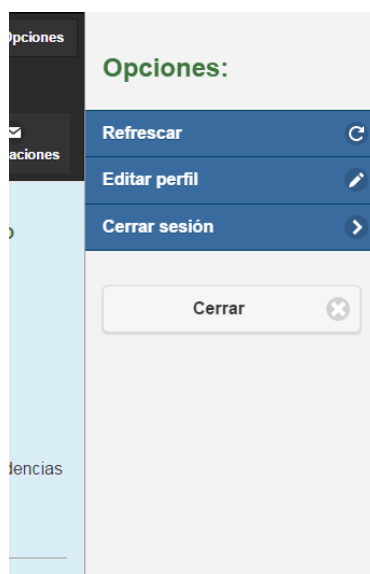 Opciones
Opciones:
Refrescar
Editar perfil
Cerrar sesión
Cerrar